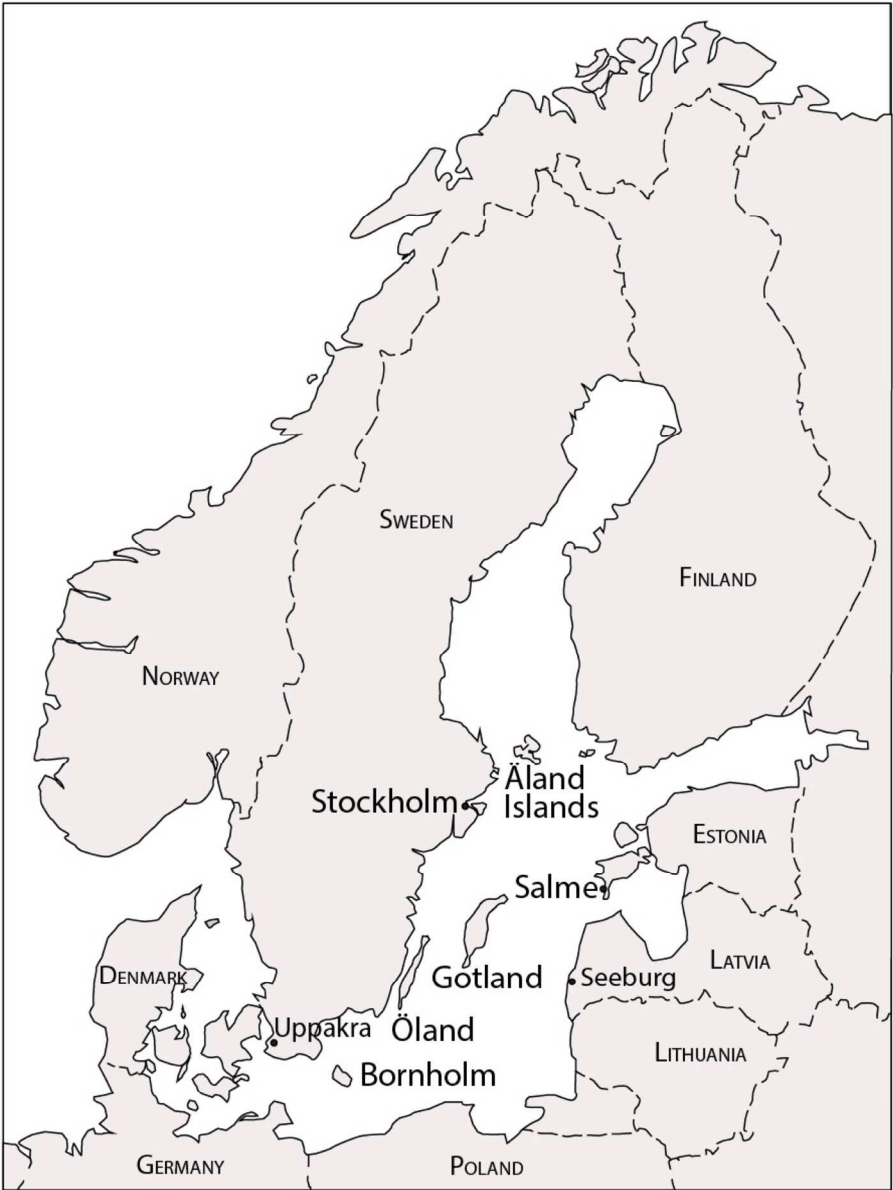 SWEDEN
FINLAND
NORWAY
Äland
Islands
Stockholm
ESTONIA
Salme
LATVIA
DENMARK
Gotland
Seeburg
Uppakra
Öland
LITHUANIA
Bornholm
GERMANY
POLAND